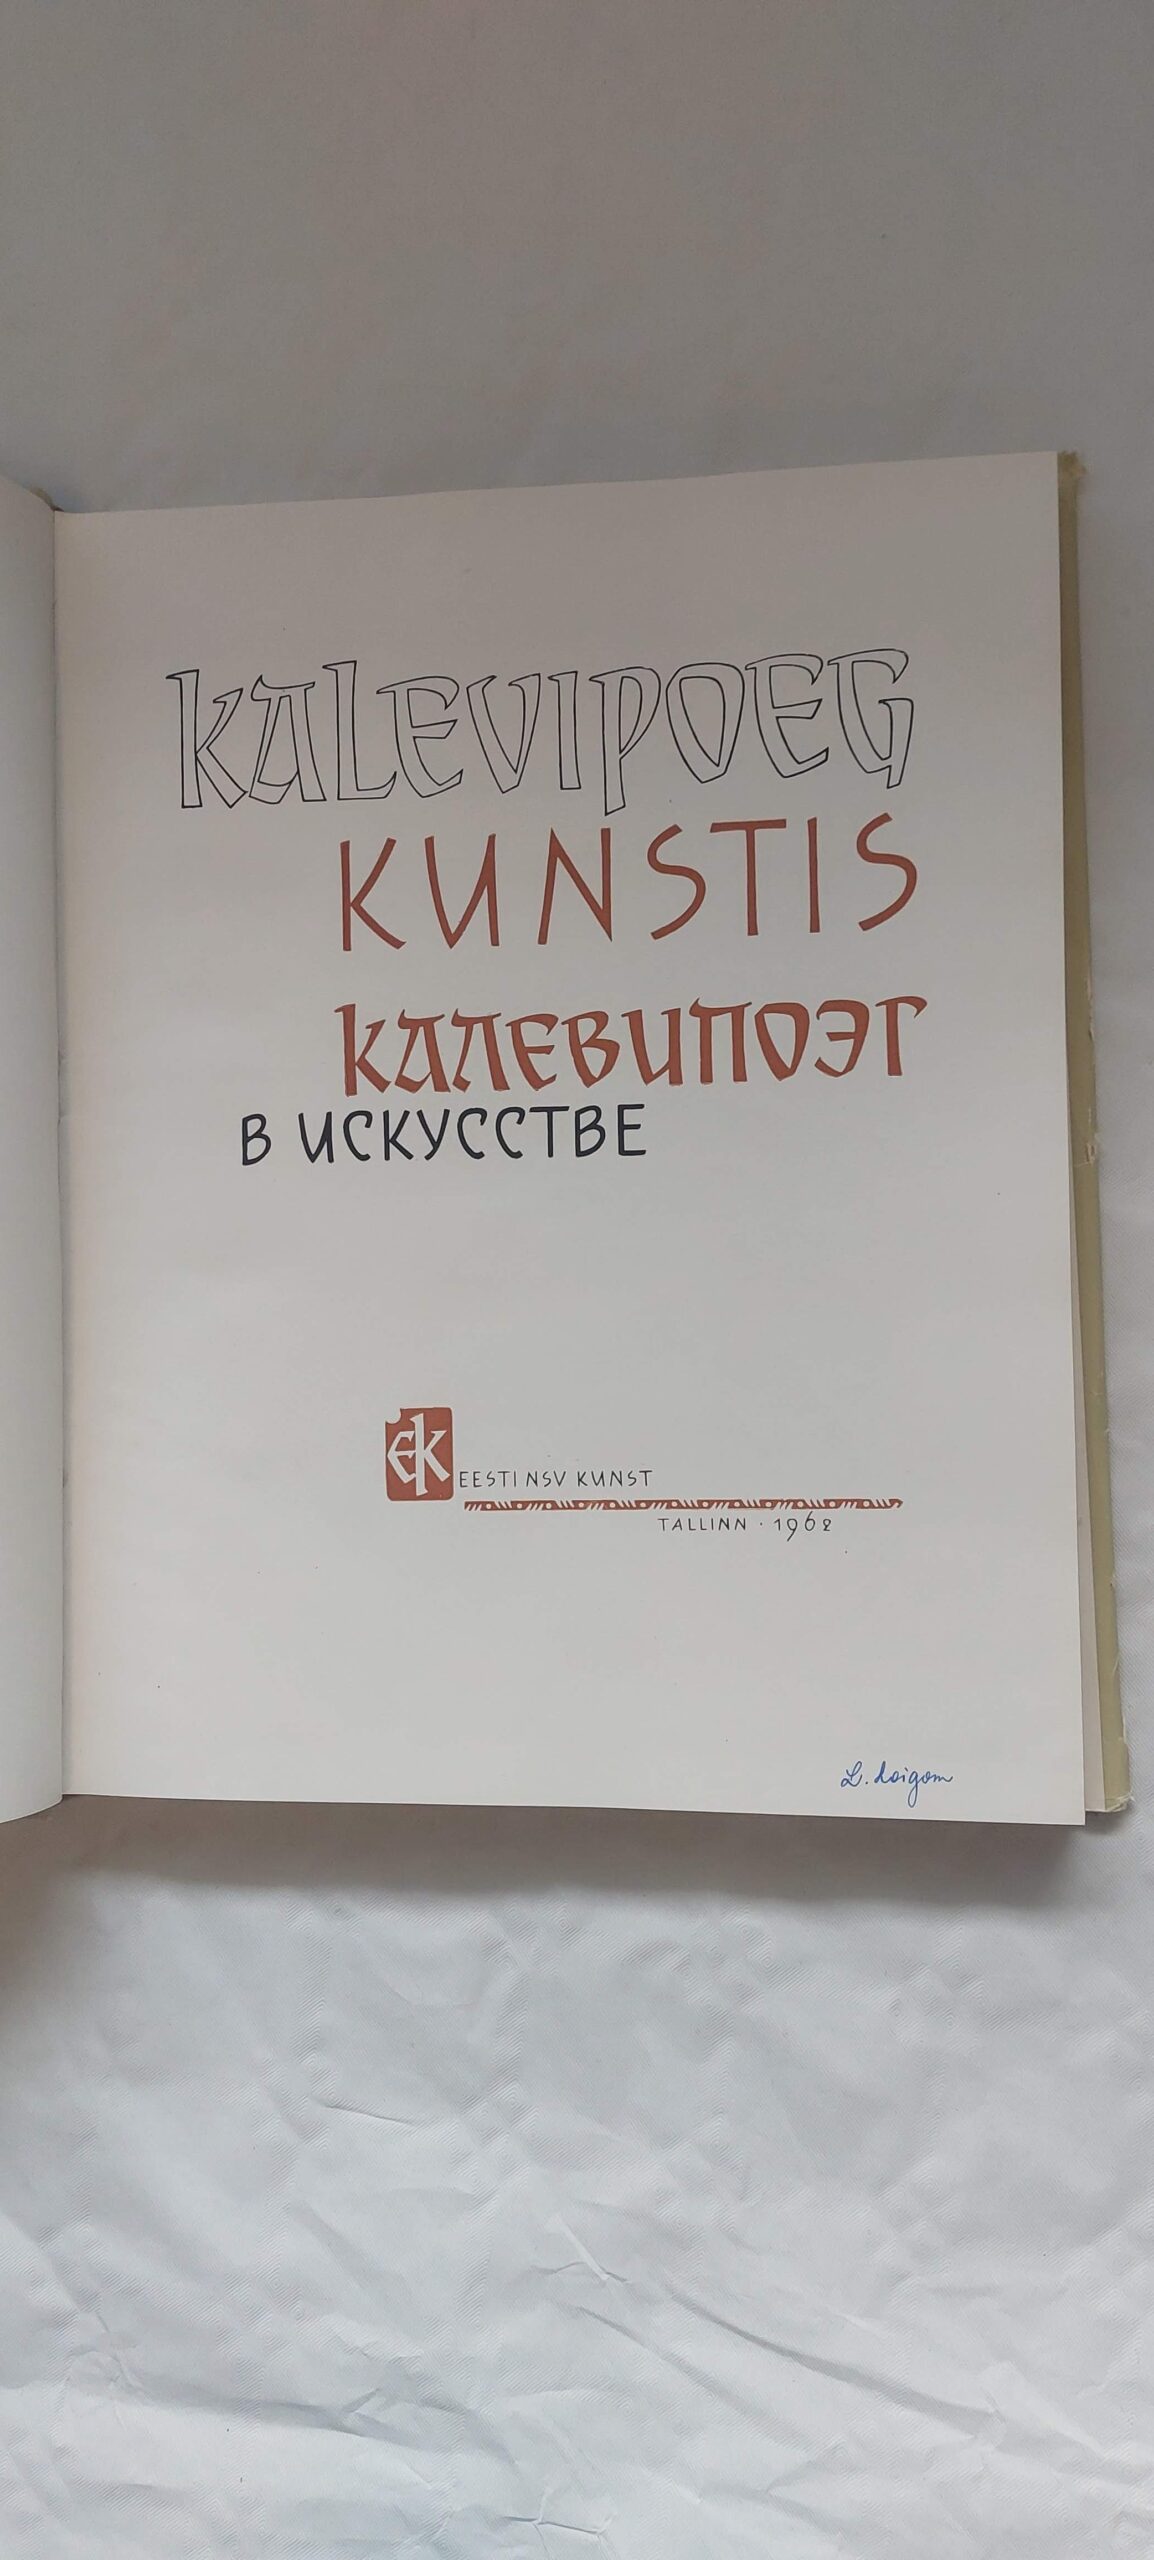 KALEVIPOEG
KUNSTIS
КАЛЕВИПОЭГ
В ИСКУССТВЕ
EK
EESTI NSV KUNST
TALLINN · 1962
L.